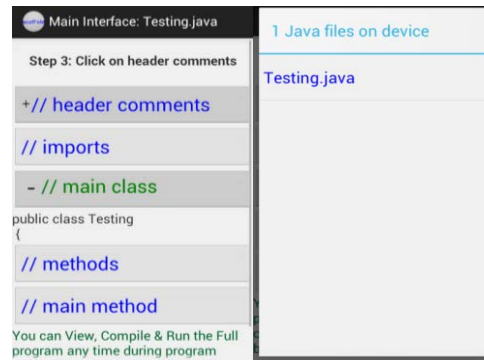 Main Interface: Testing.java
Step 3: Click on header comments
+// header comments
// imports
- // main class
public class Testing
{
// methods
// main method
You can View, Compile & Run the Full
program any time during program
1 Java files on device
Testing.java